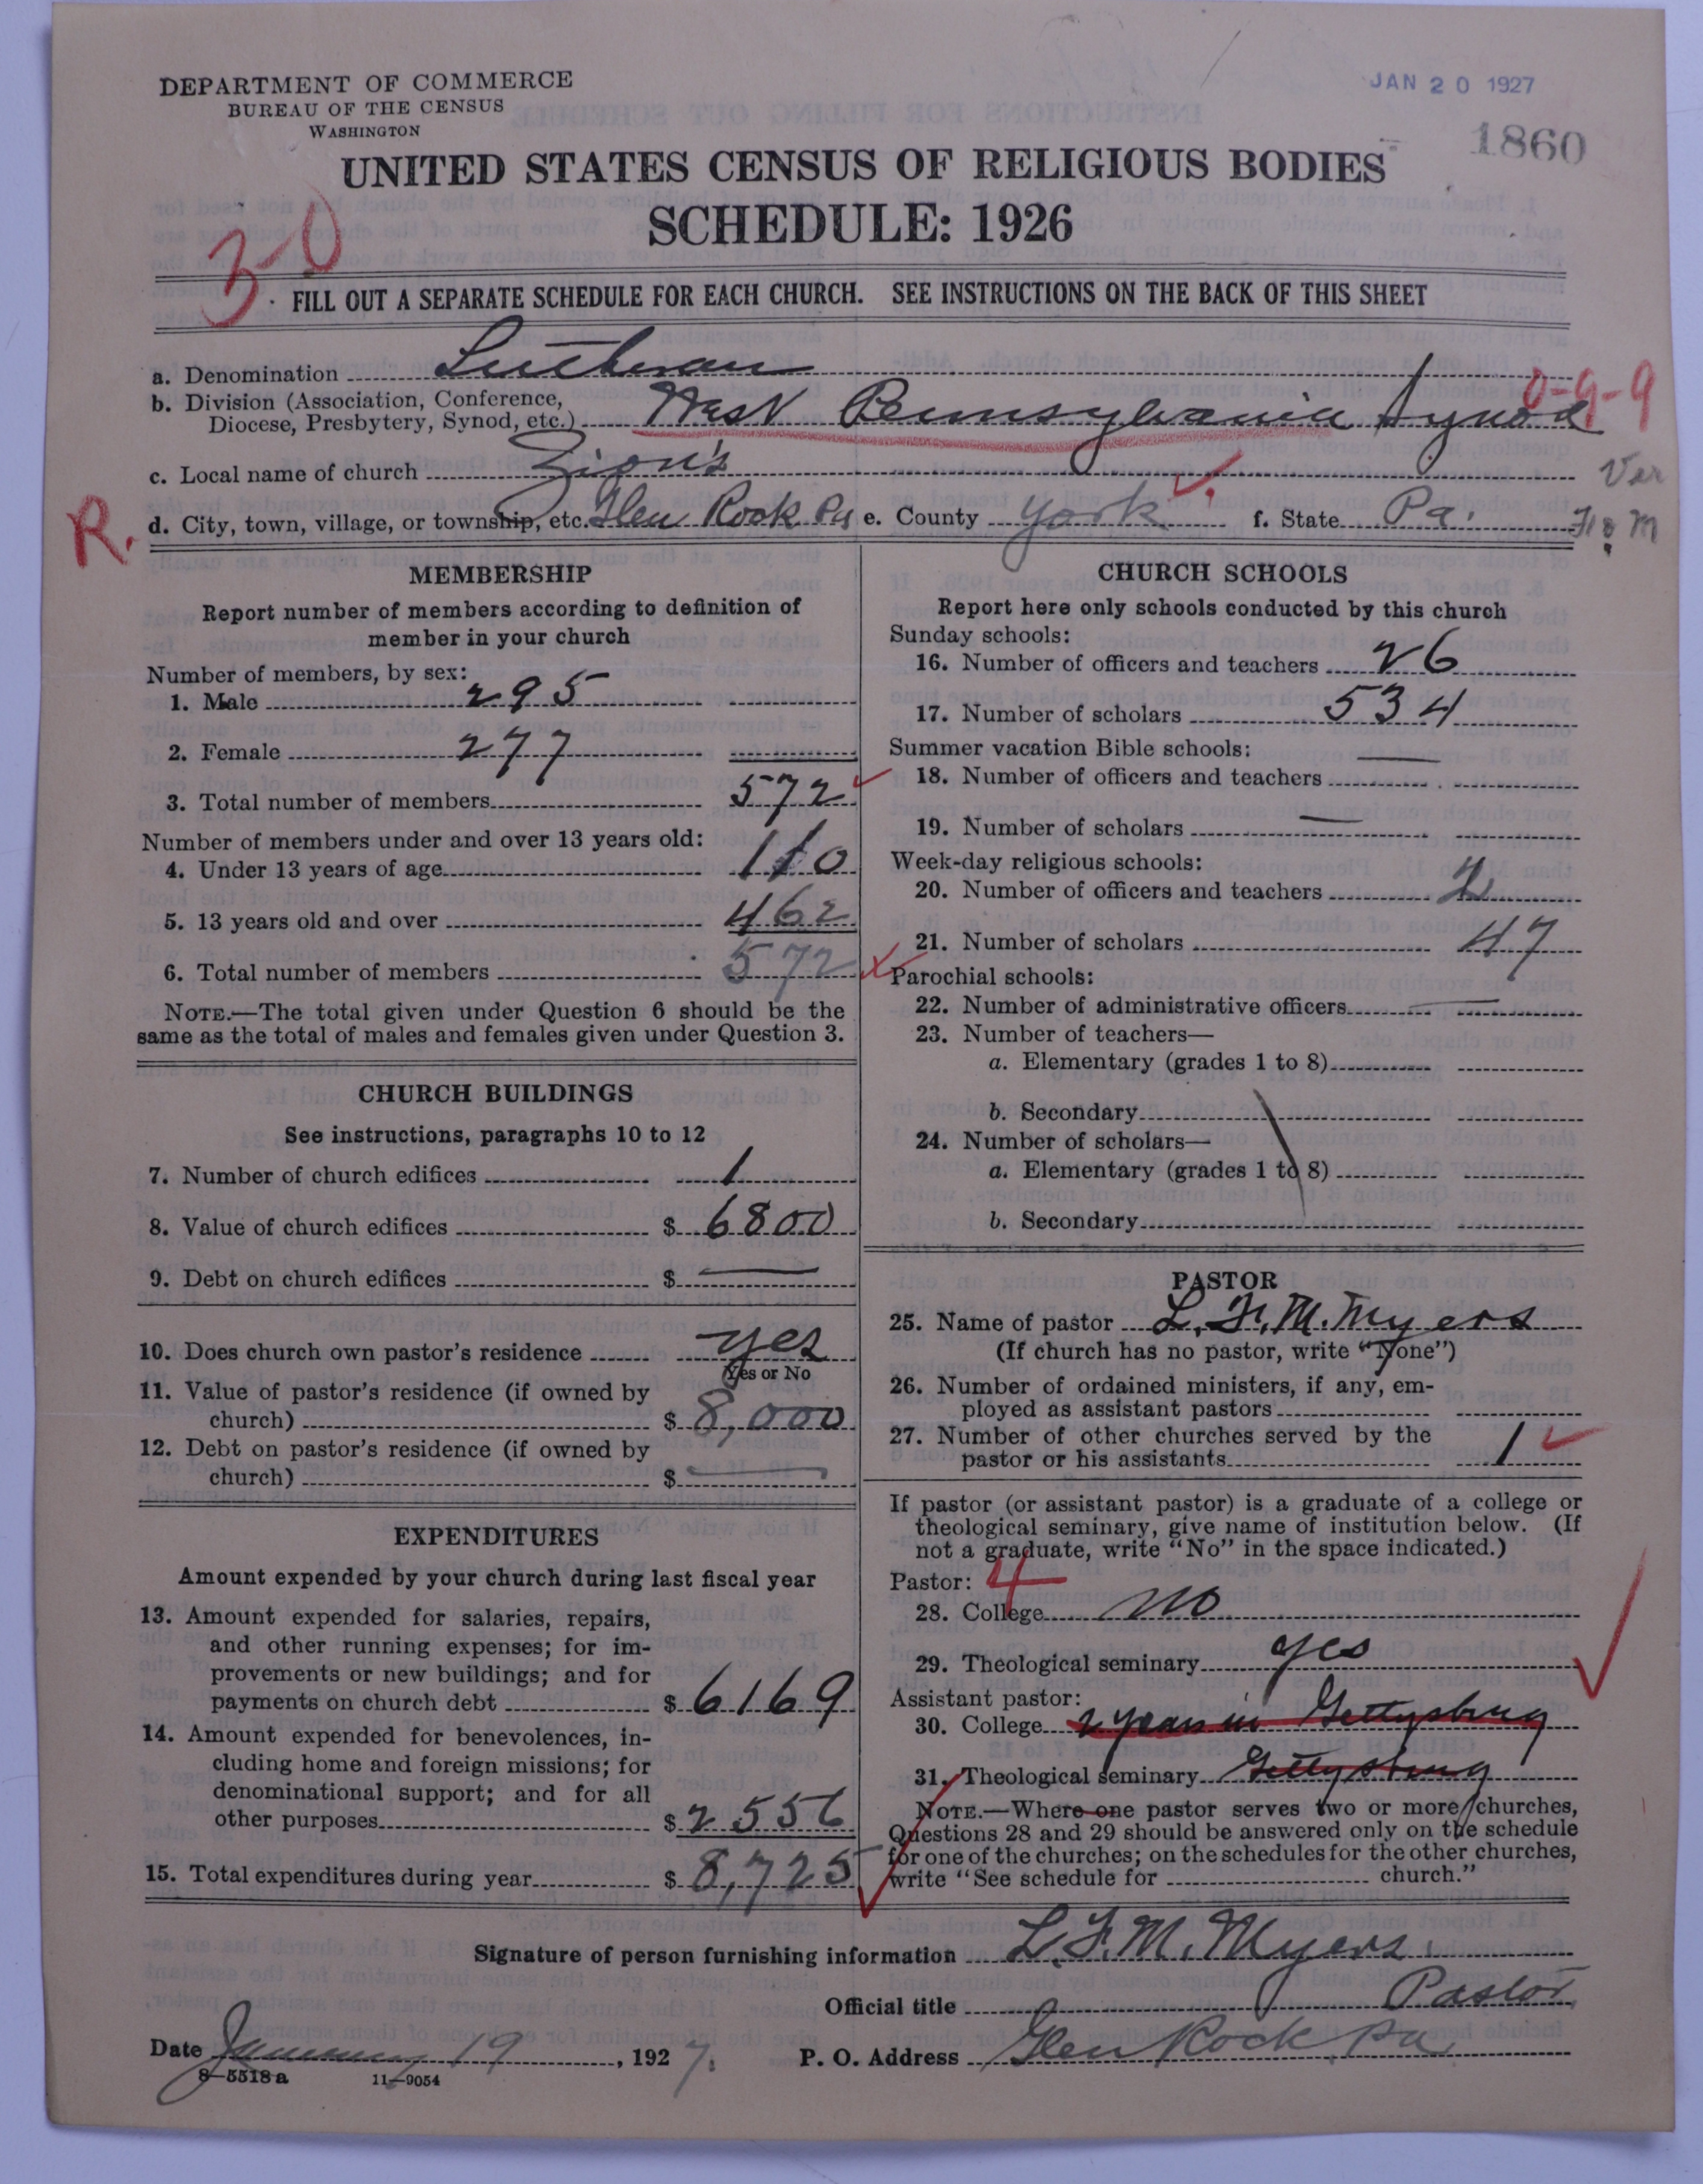 DEPARTMENT OF COMMERCE
BUREAU OF THE CENSUS
WASHINGTON
JAN 20 1927
1860
UNITED STATES CENSUS OF RELIGIOUS BODIES
SCHEDULE: 1926
30
FILL OUT A SEPARATE SCHEDULE FOR EACH CHURCH. SEE INSTRUCTIONS ON THE BACK OF THIS SHEET
a. Denomination Lutheran
0-9-9
b. Division (Association, Conference,
Diocese, Presbytery, Synod, etc.) West Pennsylvania Synod
c. Local name of church Zion's
Ver
R.
d. City, town, village, or township, etc. Glen Rock Pa e. County York f. State Pa.
MEMBERSHIP
Report number of members according to definition of
member in your church
Number of members, by sex:
1. Male 295
2. Female 277
3. Total number of members 572
Number of members under and over 13 years old:
4. Under 13 years of age 110
5. 13 years old and over 462
6. Total number of members 572
NOTE.—The total given under Question 6 should be the
same as the total of males and females given under Question 3.
CHURCH BUILDINGS
See instructions, paragraphs 10 to 12
7. Number of church edifices 1
8. Value of church edifices $ 6800
9. Debt on church edifices $ —
10. Does church own pastor's residence yes
Yes or No
11. Value of pastor's residence (if owned by
church) $ 8,000
12. Debt on pastor's residence (if owned by
church) $ —
EXPENDITURES
Amount expended by your church during last fiscal year
13. Amount expended for salaries, repairs,
and other running expenses; for im-
provements or new buildings; and for
payments on church debt $ 6169
14. Amount expended for benevolences, in-
cluding home and foreign missions; for
denominational support; and for all
other purposes $ 2556
15. Total expenditures during year $ 8,725
CHURCH SCHOOLS
Report here only schools conducted by this church
Sunday schools:
16. Number of officers and teachers 26
17. Number of scholars 534
Summer vacation Bible schools:
18. Number of officers and teachers —
19. Number of scholars —
Week-day religious schools:
20. Number of officers and teachers 2
21. Number of scholars 47
Parochial schools:
22. Number of administrative officers —
23. Number of teachers—
a. Elementary (grades 1 to 8)
b. Secondary
24. Number of scholars—
a. Elementary (grades 1 to 8)
b. Secondary
PASTOR
25. Name of pastor L. F. M. Myers
(If church has no pastor, write "None")
26. Number of ordained ministers, if any, em-
ployed as assistant pastors
27. Number of other churches served by the
pastor or his assistants 1
If pastor (or assistant pastor) is a graduate of a college or
theological seminary, give name of institution below. (If
not a graduate, write "No" in the space indicated.)
Pastor: 4
28. College no
29. Theological seminary yes
Assistant pastor:
30. College 2 years in Gettysburg
31. Theological seminary Gettysburg
NOTE.—Where one pastor serves two or more churches,
Questions 28 and 29 should be answered only on the schedule
for one of the churches; on the schedules for the other churches,
write "See schedule for church."
Signature of person furnishing information L. F. M. Myers
Official title Pastor
Date January 19, 1927. P. O. Address Glen Rock Pa
8—5518a 11—9054